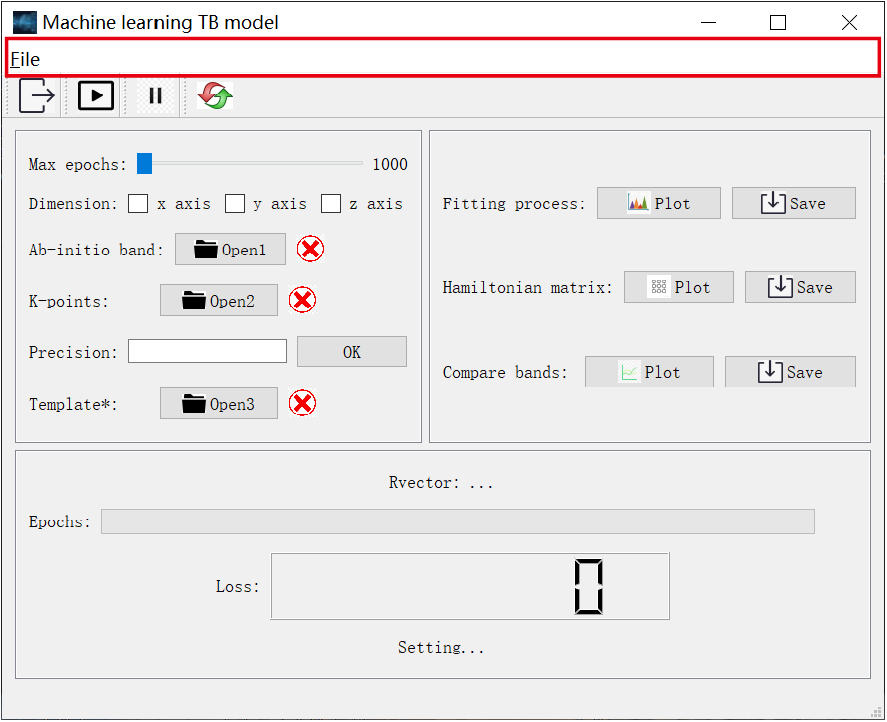 Machine learning TB model
File
Max epochs: 1000
Dimension: x axis y axis z axis
Ab-initio band: Open1
K-points: Open2
Precision: OK
Template*: Open3
Fitting process: Plot Save
Hamiltonian matrix: Plot Save
Compare bands: Plot Save
Rvector: ...
Epochs:
Loss: 0
Setting...